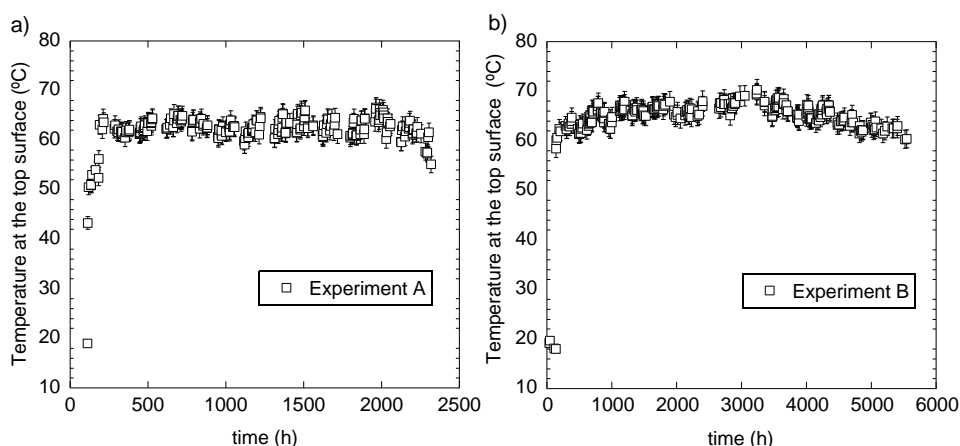 a)
80
70
60
50
40
30
20
10
Temperature at the top surface (ºC)
Experiment A
0 500 1000 1500 2000 2500
time (h)
b)
80
70
60
50
40
30
20
10
Temperature at the top surface (ºC)
Experiment B
0 1000 2000 3000 4000 5000 6000
time (h)